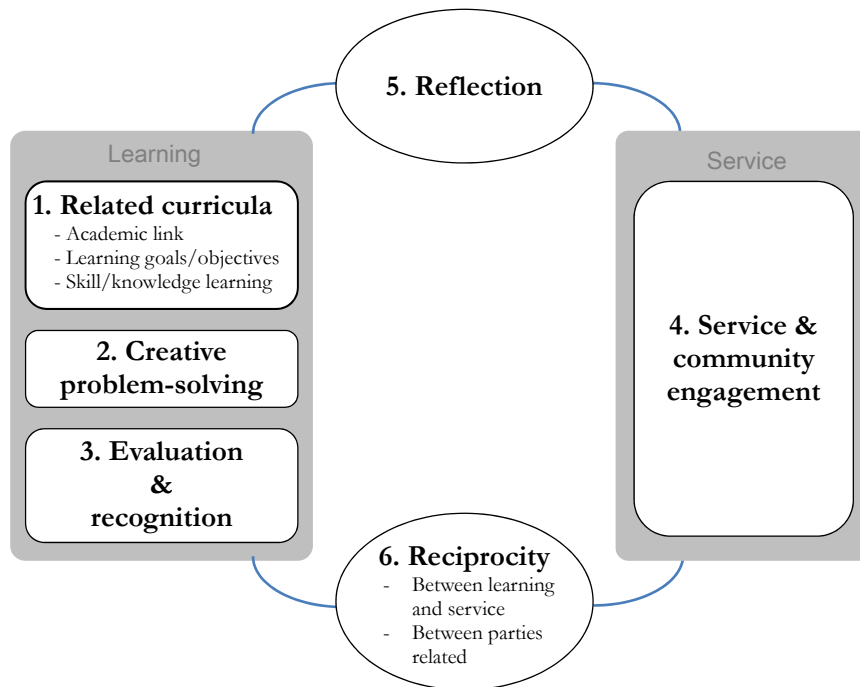 5. Reflection
Learning
1. Related curricula
- Academic link
- Learning goals/objectives
- Skill/knowledge learning
2. Creative
problem-solving
3. Evaluation
&
recognition
Service
4. Service &
community
engagement
6. Reciprocity
- Between learning
and service
- Between parties
related